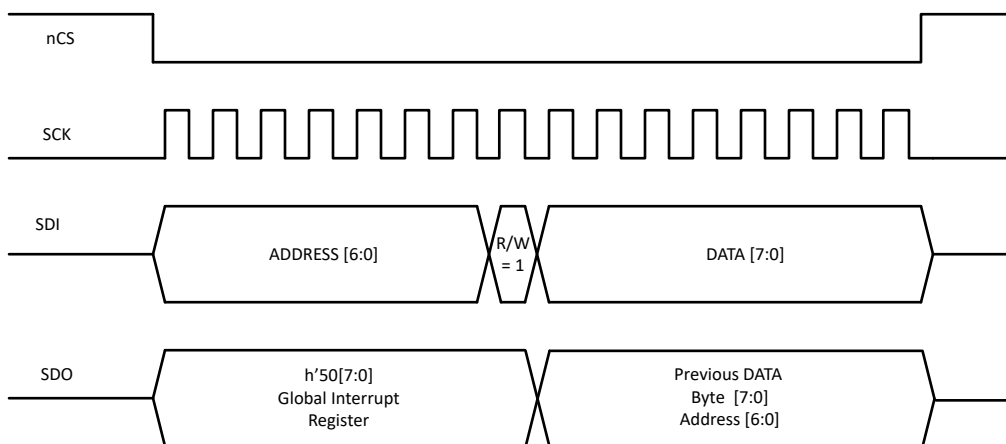 nCS
SCK
SDI
ADDRESS [6:0]
R/W
= 1
DATA [7:0]
SDO
h’50[7:0]
Global Interrupt
Register
Previous DATA
Byte [7:0]
Address [6:0]